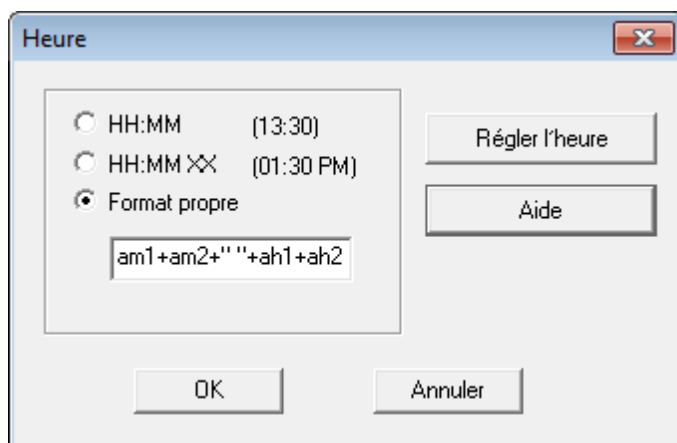 Heure
HH:MM (13:30)
HH:MM XX (01:30 PM)
Format propre
am1+am2+" "+ah1+ah2
Régler l'heure
Aide
OK
Annuler